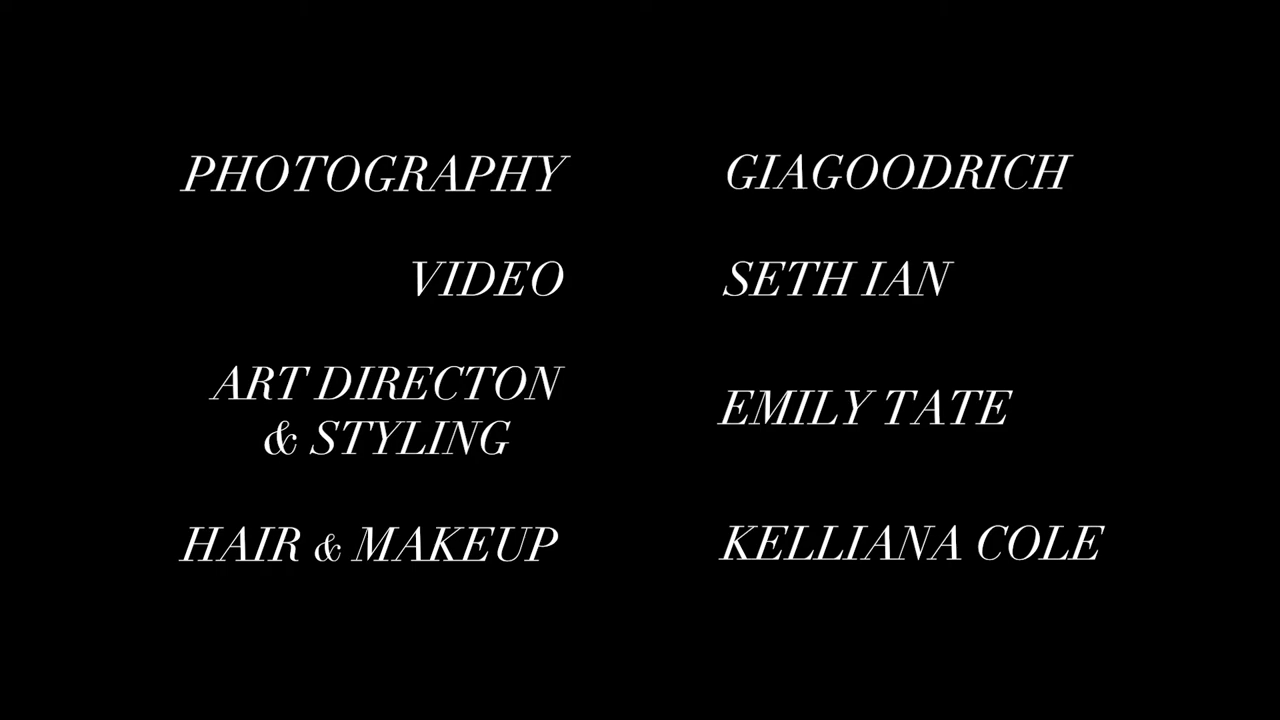 PHOTOGRAPHY GIAGOODRICH
VIDEO SETH IAN
ART DIRECTON
& STYLING
EMILY TATE
HAIR & MAKEUP KELLIANA COLE